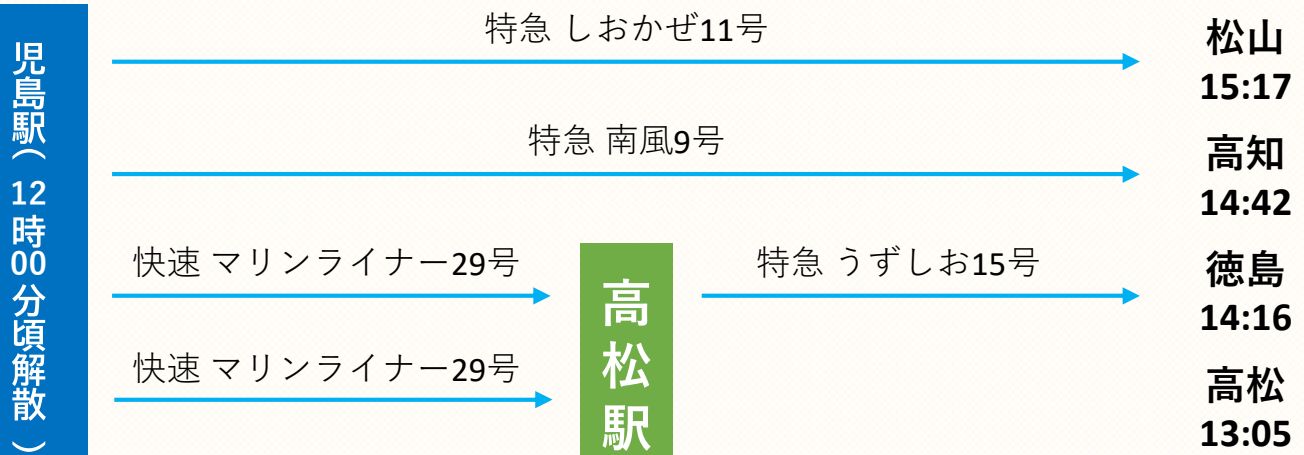 児島駅（12時00分頃解散）
特急 しおかぜ11号
松山
15:17
特急 南風9号
高知
14:42
快速 マリンライナー29号
高松駅
特急 うずしお15号
徳島
14:16
快速 マリンライナー29号
高松
13:05